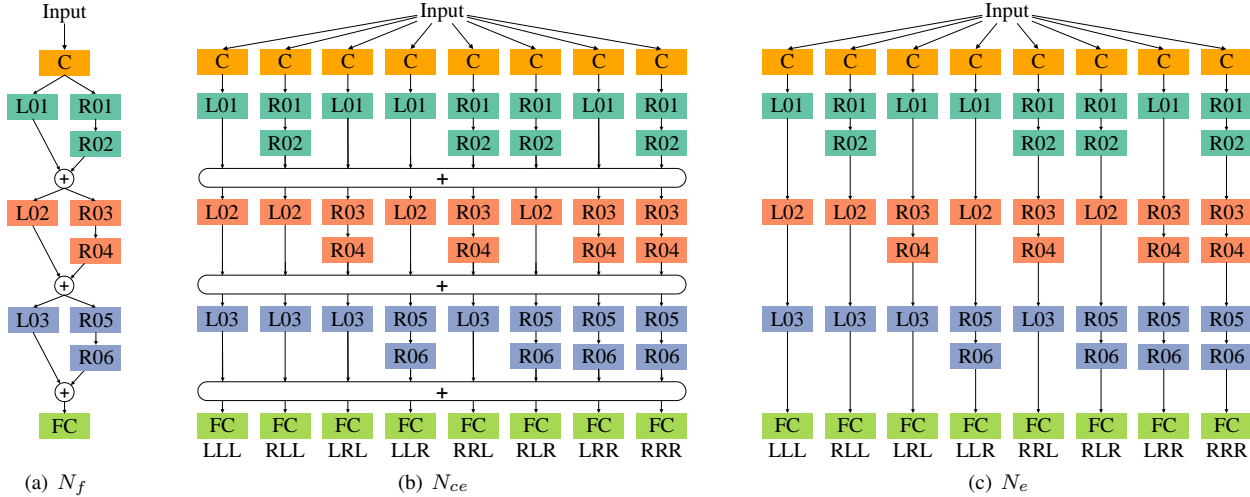 Input Input Input
C C C C C C C C C C C C C C C C C
L01 R01 L01 R01 L01 L01 R01 R01 L01 R01 L01 R01 L01 L01 R01 R01 L01 R01
R02 R02 R02 R02 R02 R02 R02 R02 R02
+ +
L02 R03 L02 L02 R03 L02 R03 L02 R03 R03 L02 L02 R03 L02 R03 L02 R03 R03
R04 R04 R04 R04 R04 R04 R04 R04 R04
+ +
L03 R05 L03 L03 L03 R05 L03 R05 R05 R05 L03 L03 L03 R05 L03 R05 R05 R05
R06 R06 R06 R06 R06 R06 R06 R06 R06
+ +
FC FC FC FC FC FC FC FC FC FC FC FC FC FC FC FC FC
LLL RLL LRL LLR RRL RLR LRR RRR LLL RLL LRL LLR RRL RLR LRR RRR
(a) N_f (b) N_ce (c) N_e